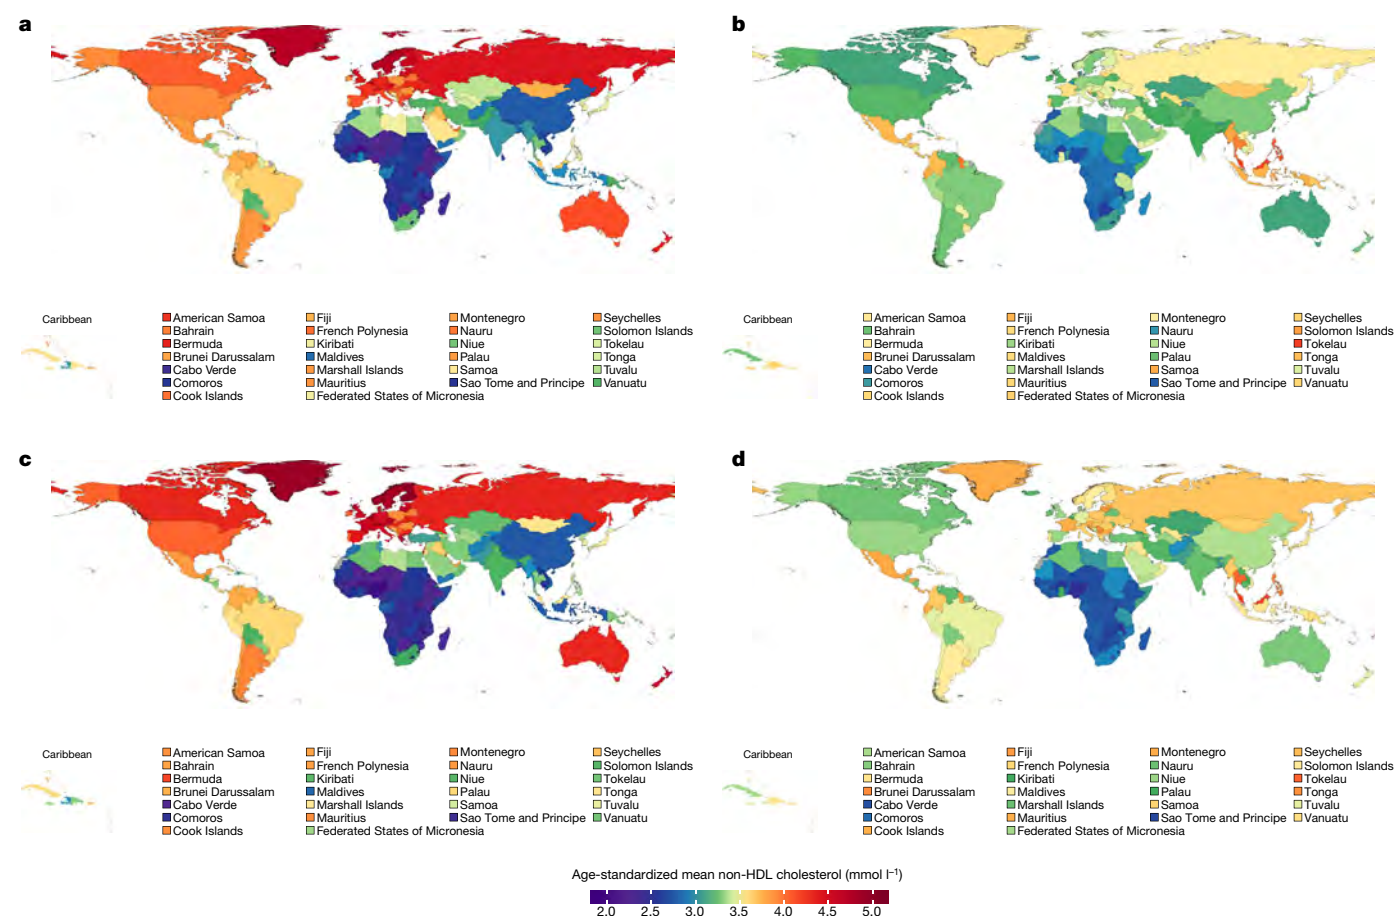 a
b
Caribbean
American Samoa
Bahrain
Bermuda
Brunei Darussalam
Cabo Verde
Comoros
Cook Islands
Fiji
French Polynesia
Kiribati
Maldives
Marshall Islands
Mauritius
Federated States of Micronesia
Montenegro
Nauru
Niue
Palau
Samoa
Sao Tome and Principe
Seychelles
Solomon Islands
Tokelau
Tonga
Tuvalu
Vanuatu
Caribbean
American Samoa
Bahrain
Bermuda
Brunei Darussalam
Cabo Verde
Comoros
Cook Islands
Fiji
French Polynesia
Kiribati
Maldives
Marshall Islands
Mauritius
Federated States of Micronesia
Montenegro
Nauru
Niue
Palau
Samoa
Sao Tome and Principe
Seychelles
Solomon Islands
Tokelau
Tonga
Tuvalu
Vanuatu
c
d
Caribbean
American Samoa
Bahrain
Bermuda
Brunei Darussalam
Cabo Verde
Comoros
Cook Islands
Fiji
French Polynesia
Kiribati
Maldives
Marshall Islands
Mauritius
Federated States of Micronesia
Montenegro
Nauru
Niue
Palau
Samoa
Sao Tome and Principe
Seychelles
Solomon Islands
Tokelau
Tonga
Tuvalu
Vanuatu
Caribbean
American Samoa
Bahrain
Bermuda
Brunei Darussalam
Cabo Verde
Comoros
Cook Islands
Fiji
French Polynesia
Kiribati
Maldives
Marshall Islands
Mauritius
Federated States of Micronesia
Montenegro
Nauru
Niue
Palau
Samoa
Sao Tome and Principe
Seychelles
Solomon Islands
Tokelau
Tonga
Tuvalu
Vanuatu
Age-standardized mean non-HDL cholesterol (mmol l⁻¹)
2.0 2.5 3.0 3.5 4.0 4.5 5.0